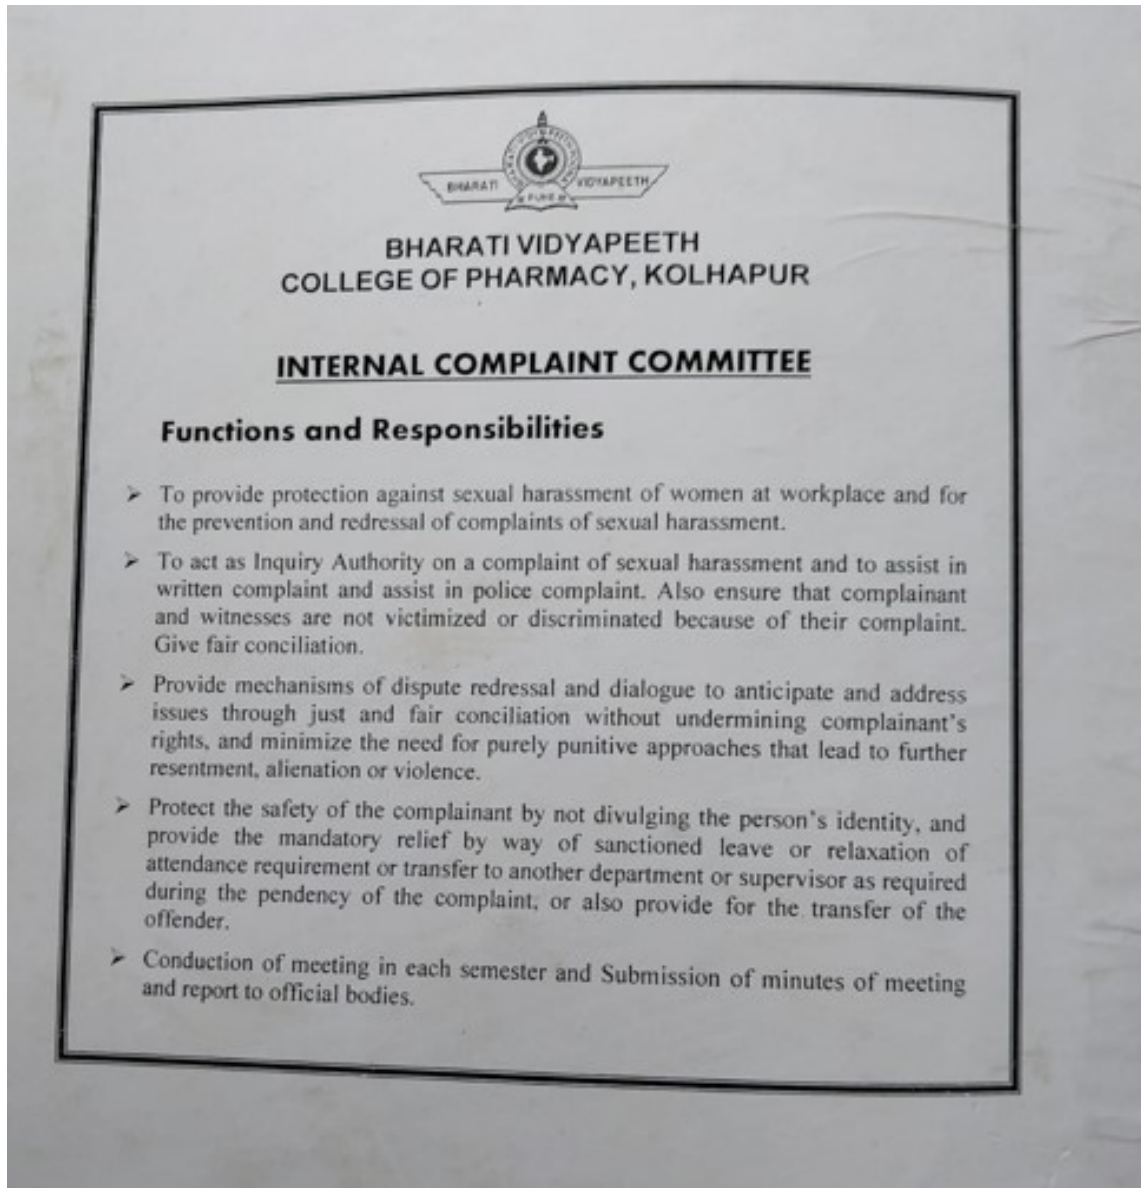 BHARATI VIDYAPEETH PUNE
BHARATI VIDYAPEETH
COLLEGE OF PHARMACY, KOLHAPUR
INTERNAL COMPLAINT COMMITTEE
Functions and Responsibilities
➢ To provide protection against sexual harassment of women at workplace and for
the prevention and redressal of complaints of sexual harassment.
➢ To act as Inquiry Authority on a complaint of sexual harassment and to assist in
written complaint and assist in police complaint. Also ensure that complainant
and witnesses are not victimized or discriminated because of their complaint.
Give fair conciliation.
➢ Provide mechanisms of dispute redressal and dialogue to anticipate and address
issues through just and fair conciliation without undermining complainant's
rights, and minimize the need for purely punitive approaches that lead to further
resentment, alienation or violence.
➢ Protect the safety of the complainant by not divulging the person's identity, and
provide the mandatory relief by way of sanctioned leave or relaxation of
attendance requirement or transfer to another department or supervisor as required
during the pendency of the complaint, or also provide for the transfer of the
offender.
➢ Conduction of meeting in each semester and Submission of minutes of meeting
and report to official bodies.